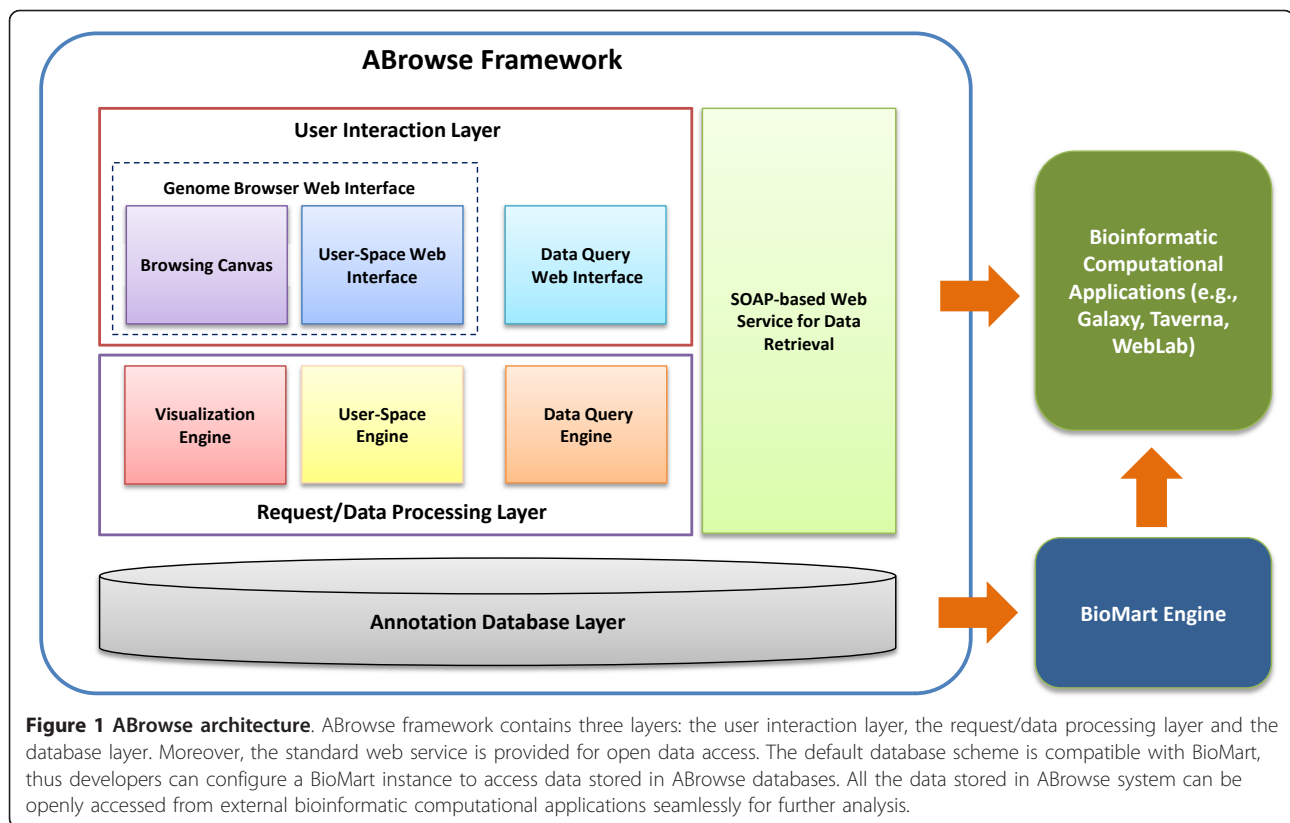 ABrowse Framework
User Interaction Layer
Genome Browser Web Interface
Browsing Canvas
User-Space Web
Interface
Data Query
Web Interface
SOAP-based Web
Service for Data
Retrieval
Visualization
Engine
User-Space
Engine
Data Query
Engine
Request/Data Processing Layer
Annotation Database Layer
Bioinformatic
Computational
Applications (e.g.,
Galaxy, Taverna,
WebLab)
BioMart Engine
Figure 1 ABrowse architecture. ABrowse framework contains three layers: the user interaction layer, the request/data processing layer and the
database layer. Moreover, the standard web service is provided for open data access. The default database scheme is compatible with BioMart,
thus developers can configure a BioMart instance to access data stored in ABrowse databases. All the data stored in ABrowse system can be
openly accessed from external bioinformatic computational applications seamlessly for further analysis.